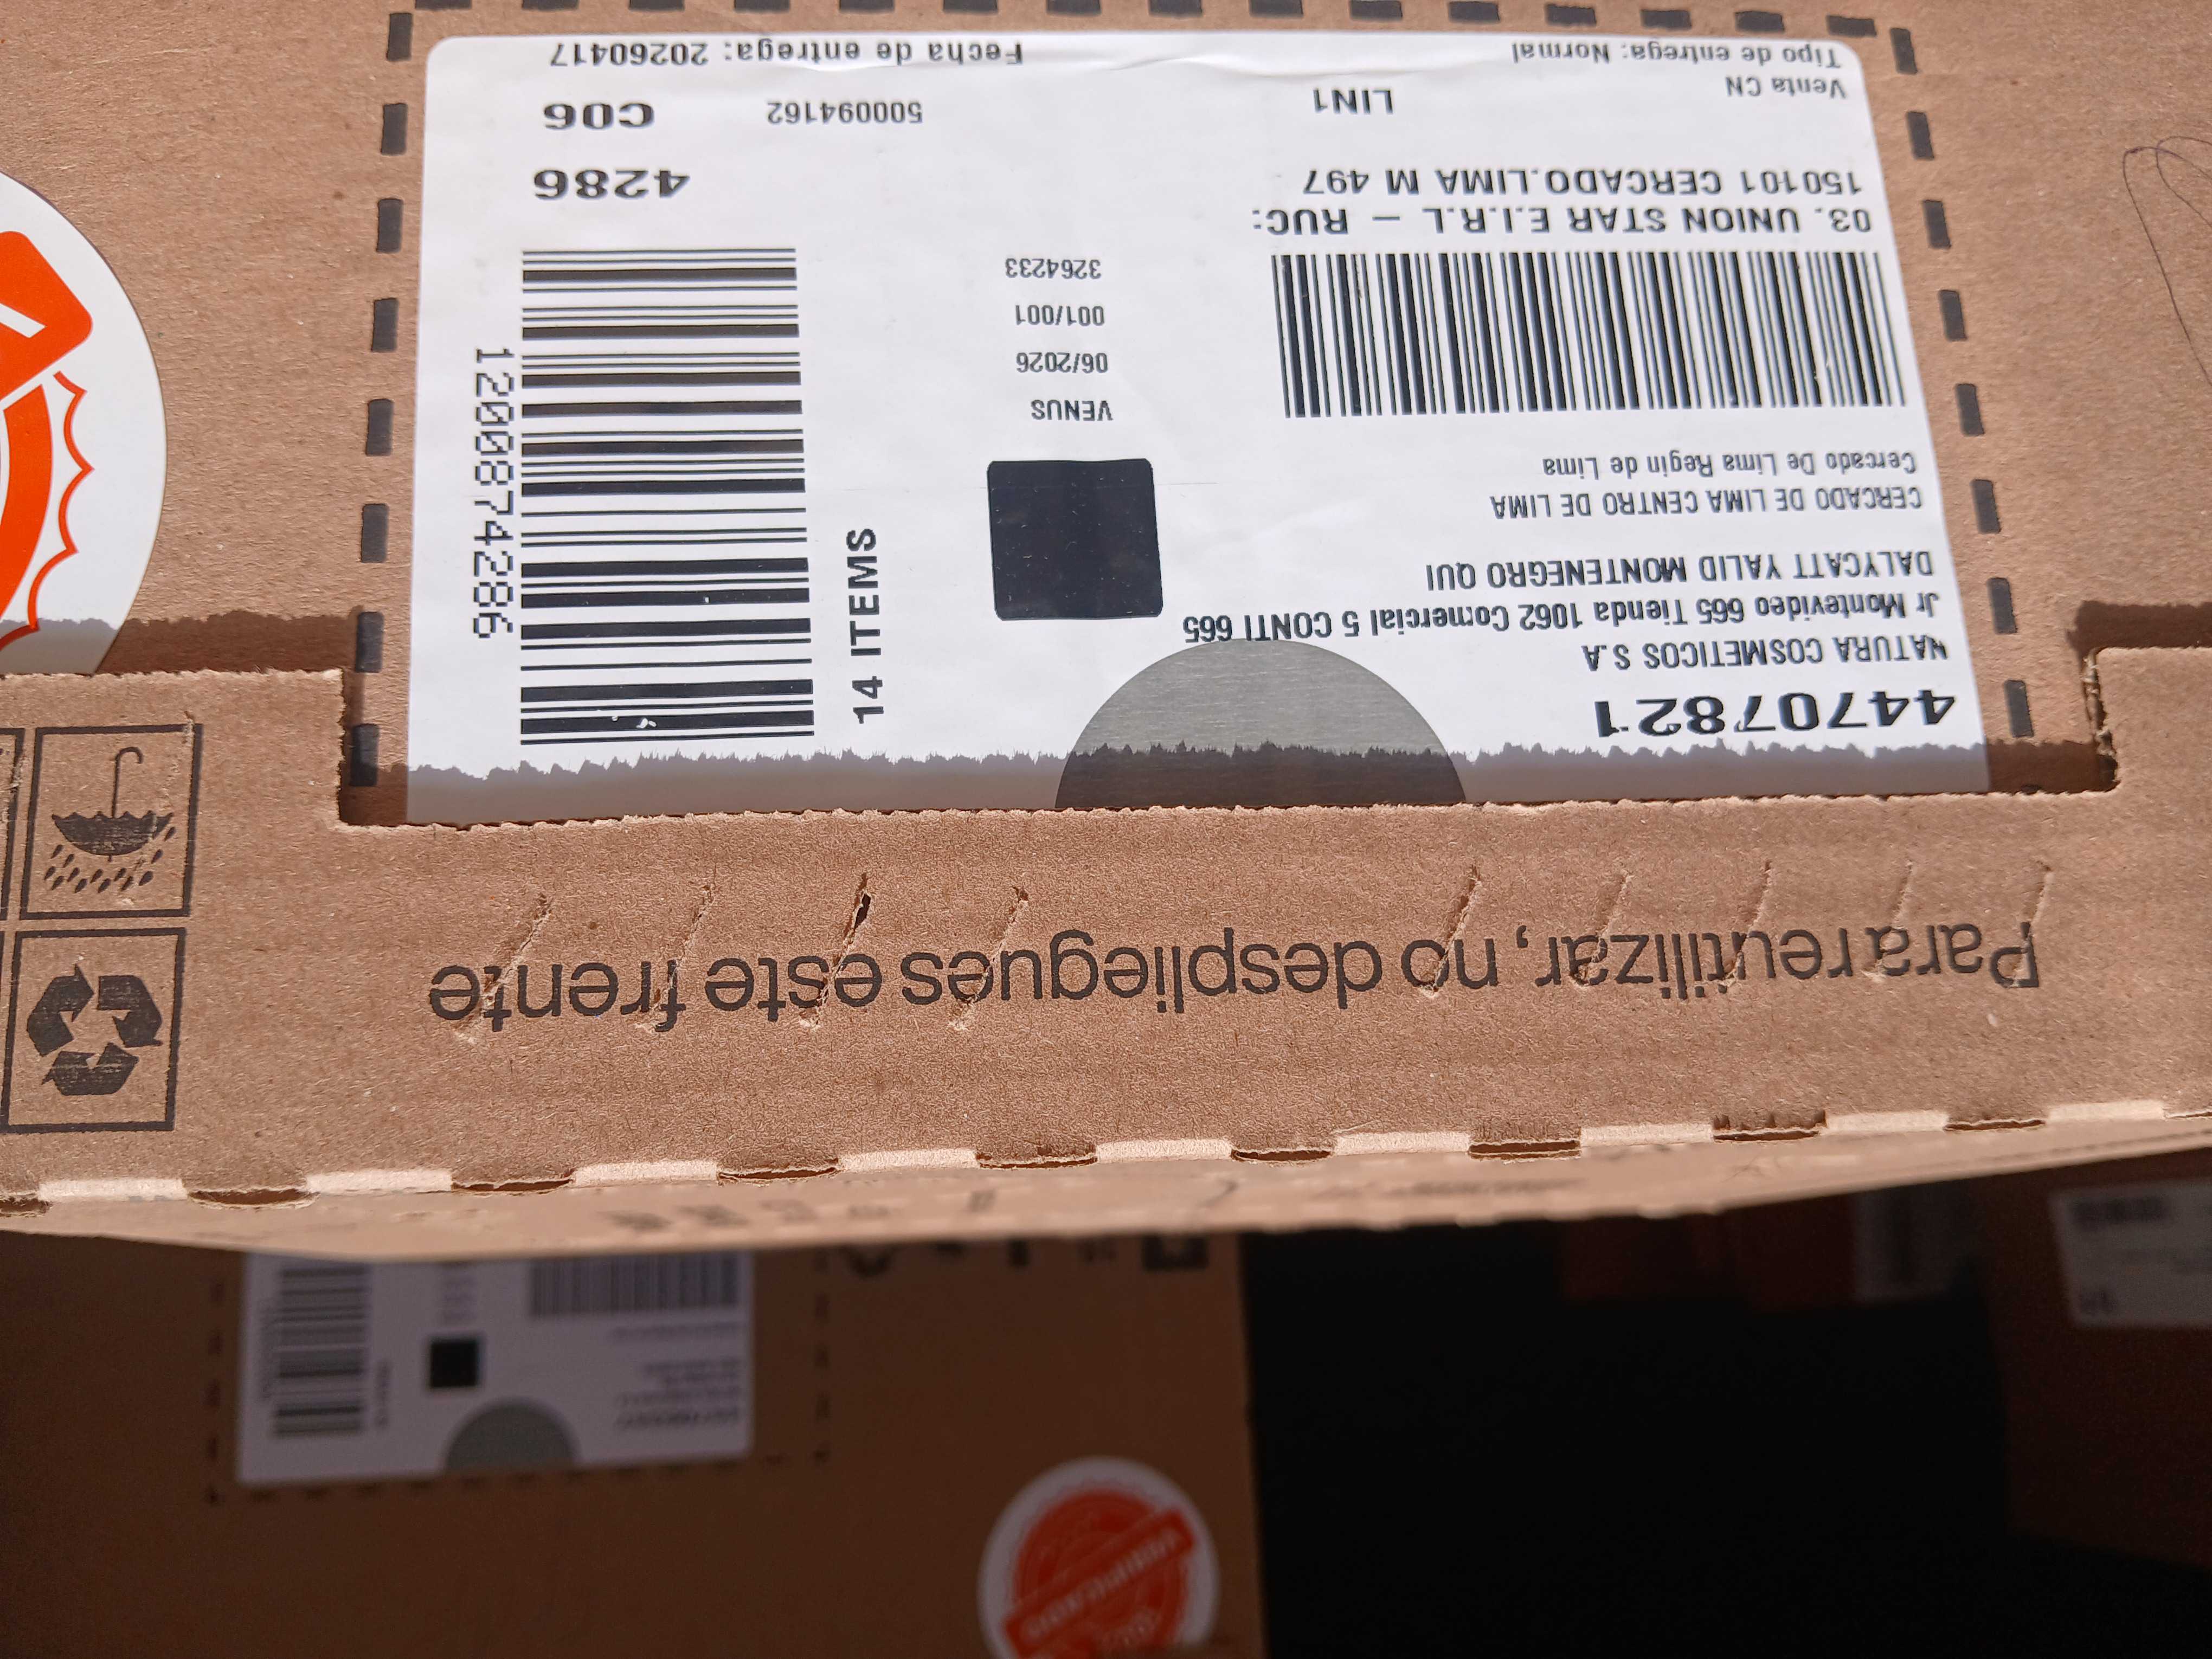 Para reutilizar, no despliegues este frente
44707821
NATURA COSMETICOS S.A
Jr Montevideo 665 Tienda 1062 Comercial 5 CONTI 665
DALYCATT YALID MONTENEGRO QUI
CERCADO DE LIMA CENTRO DE LIMA
Cercado De Lima Regin de Lima
03. UNION STAR E.I.R.L - RUC:
150101 CERCADO.LIMA M 497
Venta CN
LIN1
Tipo de entrega: Normal
VENUS
06/2026
001/001
3264233
14 ITEMS
1200874286
4286
500094162
C06
Fecha de entrega: 20260417